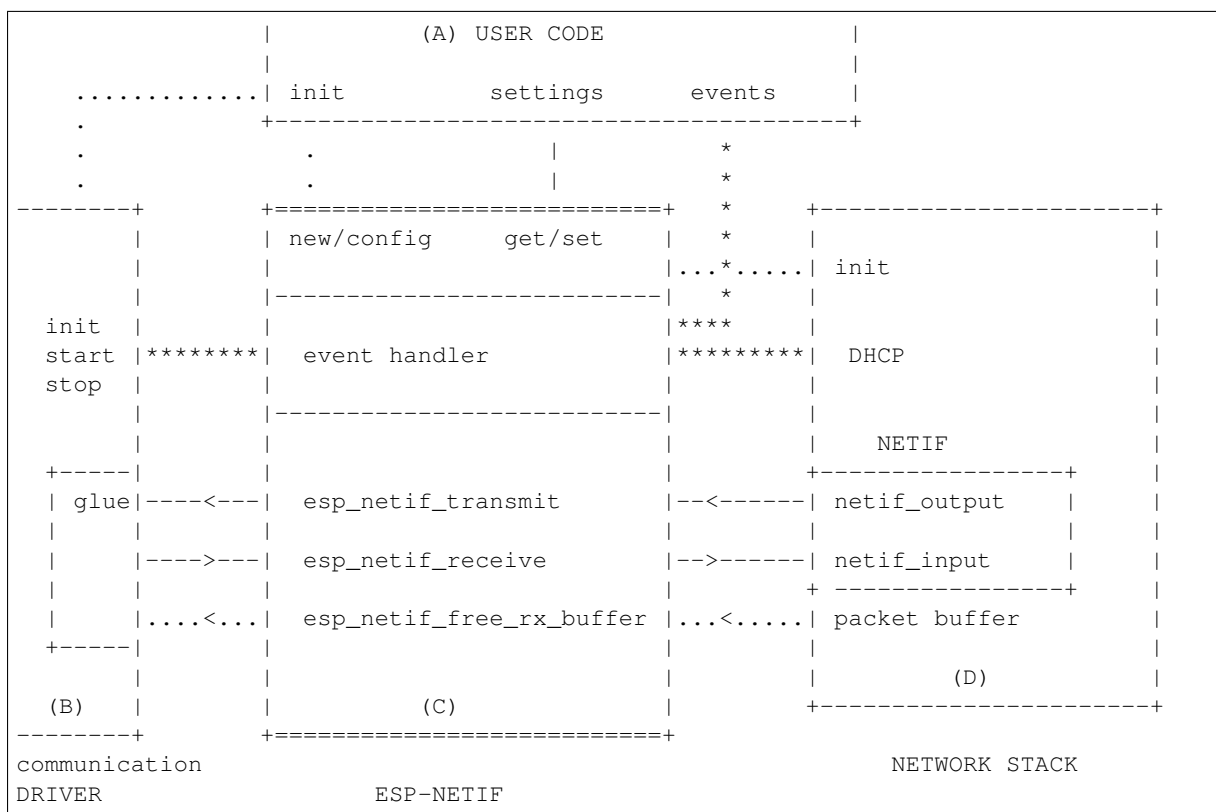 |          (A) USER CODE                 |
              |                                        |
 .............| init          settings      events     |
 .            +----------------------------------------+
 .               .                |           *
 .               .                |           *
--------+        +===========================+   *     +-----------------------+
        |        | new/config     get/set    |   *     |                       |
        |        |                           |...*.....| init                  |
        |        |---------------------------|   *     |                       |
  init  |        |                           |****     |                       |
  start |********|  event handler            |*********|  DHCP                 |
  stop  |        |                           |         |                       |
        |        |---------------------------|         |                       |
        |        |                           |         |    NETIF              |
  +-----|        |                           |         +-----------------+     |
  | glue|----<---|  esp_netif_transmit       |--<------| netif_output    |     |
  |     |        |                           |         |                 |     |
  |     |---->---|  esp_netif_receive        |-->------| netif_input     |     |
  |     |        |                           |         + ----------------+     |
  |     |....<...|  esp_netif_free_rx_buffer |...<.....| packet buffer         |
  +-----|        |                           |         |                       |
        |        |                           |         |         (D)           |
  (B)   |        |          (C)              |         +-----------------------+
--------+        +===========================+
communication                                                NETWORK STACK
DRIVER                   ESP-NETIF